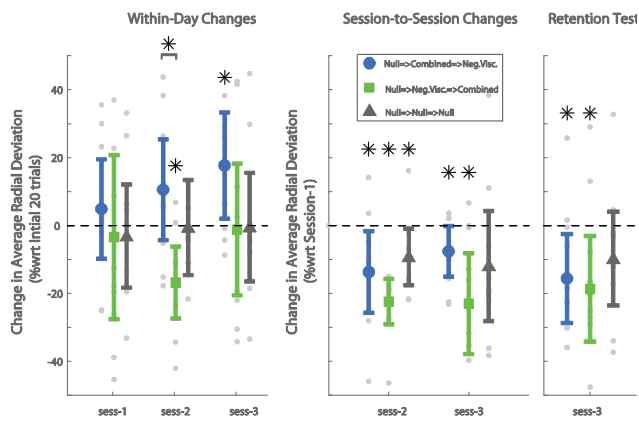 Within-Day Changes
Session-to-Session Changes
Retention Test
Change in Average Radial Deviation
(%wrt Intial 20 trials)
40
20
0
-20
-40
sess-1
sess-2
sess-3
Change in Average Radial Deviation
(%wrt Session-1)
Null=>Combined=>Neg.Visc.
Null=>Neg.Visc.=>Combined
Null=>Null=>Null
sess-2
sess-3
sess-3